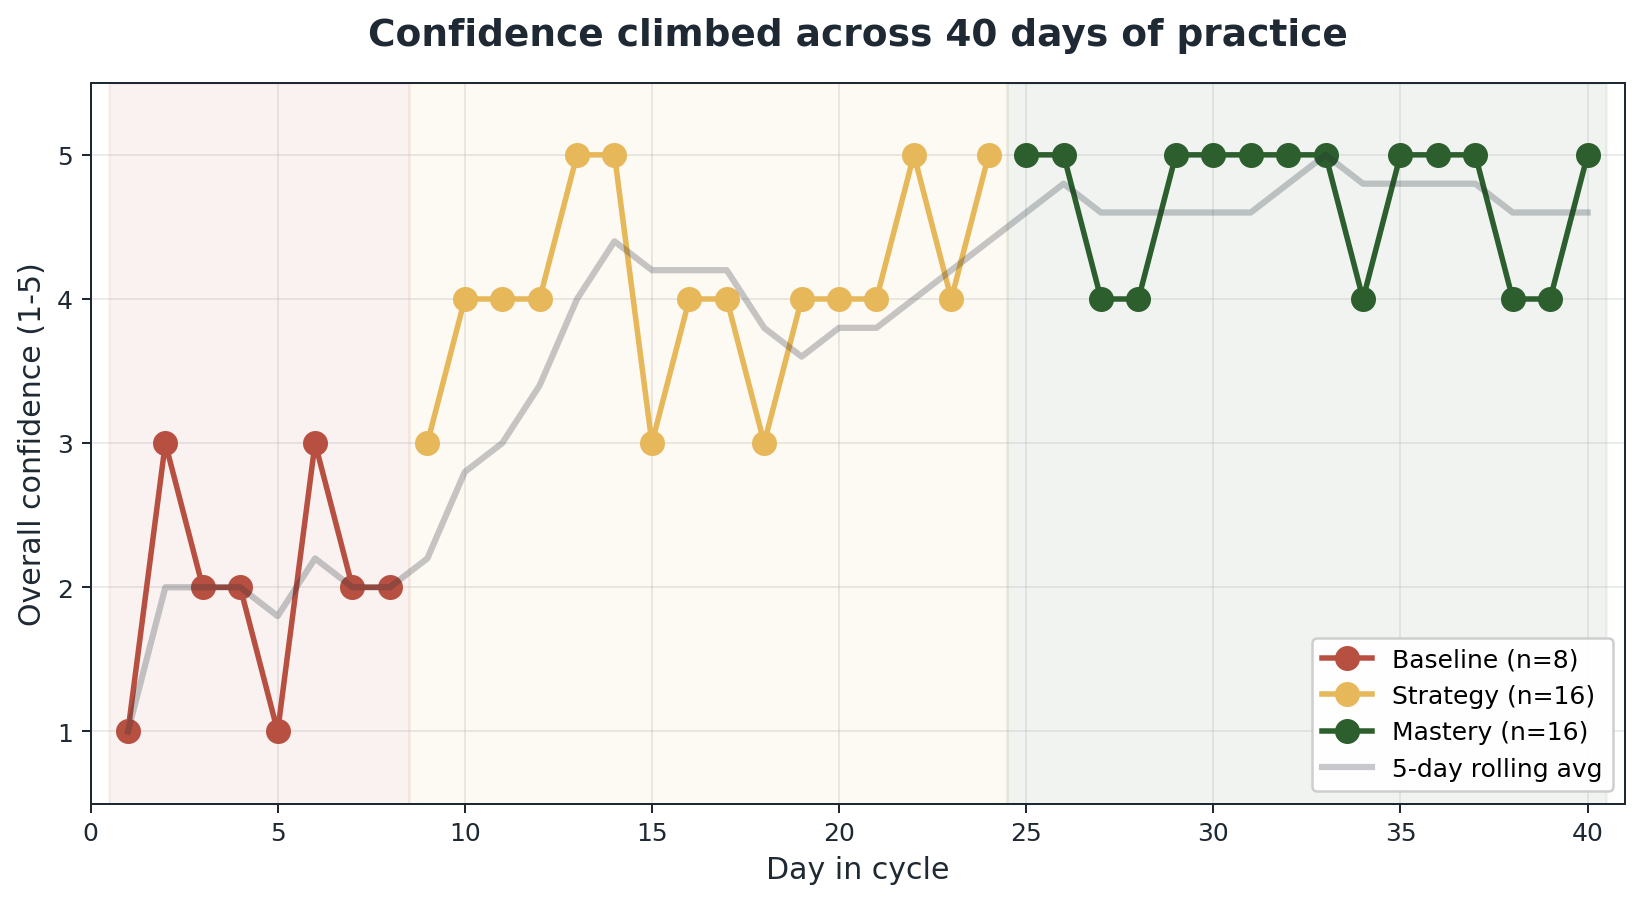 Confidence climbed across 40 days of practice
Overall confidence (1-5)
5
4
3
2
1
0 5 10 15 20 25 30 35 40
Day in cycle
Baseline (n=8)
Strategy (n=16)
Mastery (n=16)
5-day rolling avg